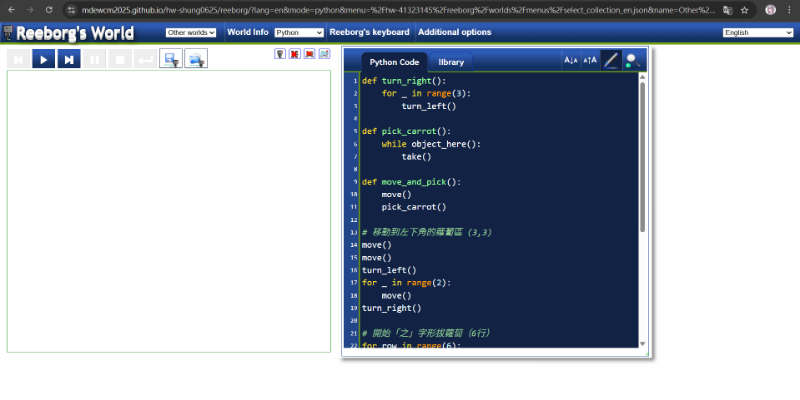 mdewcm2025.github.io/hw-shung0625/reeborg/?lang=en&mode=python&menu=%2Fhw-41323145%2Freeborg%2Fworlds%2Fmenus%2Fselect_collection_en.json&name=Other%2...
Reeborg's World
Other worlds
World Info
Python
Reeborg's keyboard
Additional options
English
Python Code
library
1 def turn_right():
2 for _ in range(3):
3 turn_left()
4
5 def pick_carrot():
6 while object_here():
7 take()
8
9 def move_and_pick():
10 move()
11 pick_carrot()
12
13 # 移動到左下角的蘿蔔區 (3,3)
14 move()
15 move()
16 turn_left()
17 for _ in range(2):
18 move()
19 turn_right()
20
21 # 開始「之」字形拔蘿蔔（6行）
22 for row in range(6):